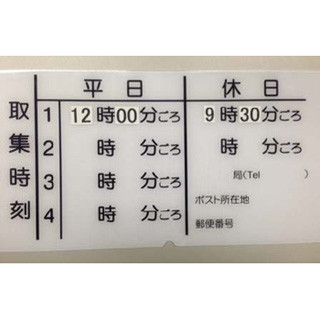 平日 休日
取集時刻
1 12時00分ごろ 9時30分ごろ
2 時 分ごろ 時 分ごろ
3 時 分ごろ 局(Tel )
4 時 分ごろ ポスト所在地
郵便番号